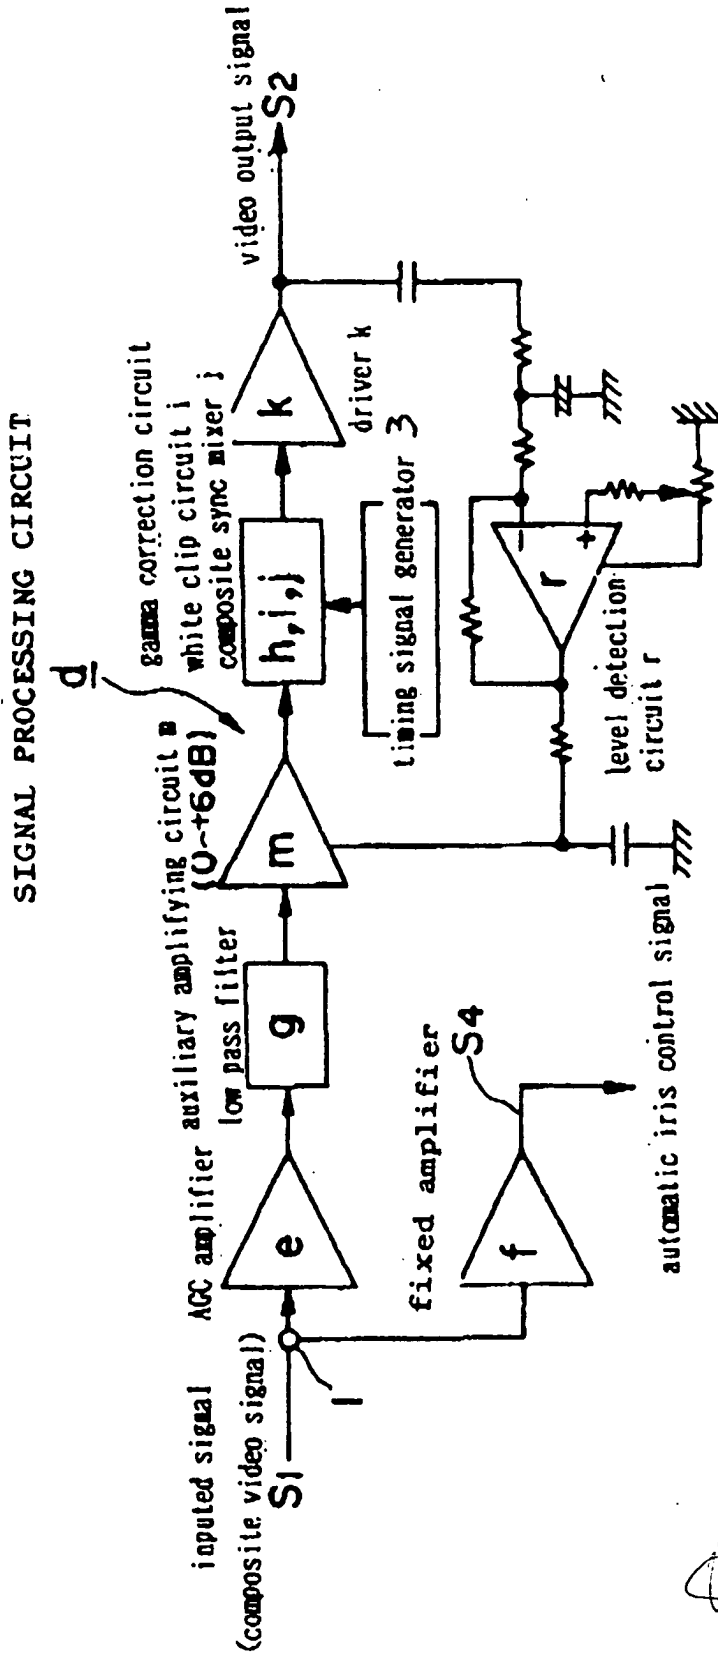 SIGNAL PROCESSING CIRCUIT
d
inputed signal
(composite video signal)
S1
1
AGC amplifier
e
low pass filter
g
auxiliary amplifying circuit m
(0~+6dB)
m
gamma correction circuit
white clip circuit i
composite sync mixer j
h,i,j
timing signal generator 3
k
driver k
video output signal
S2
fixed amplifier
f
S4
automatic iris control signal
level detection
circuit r
r
−
+